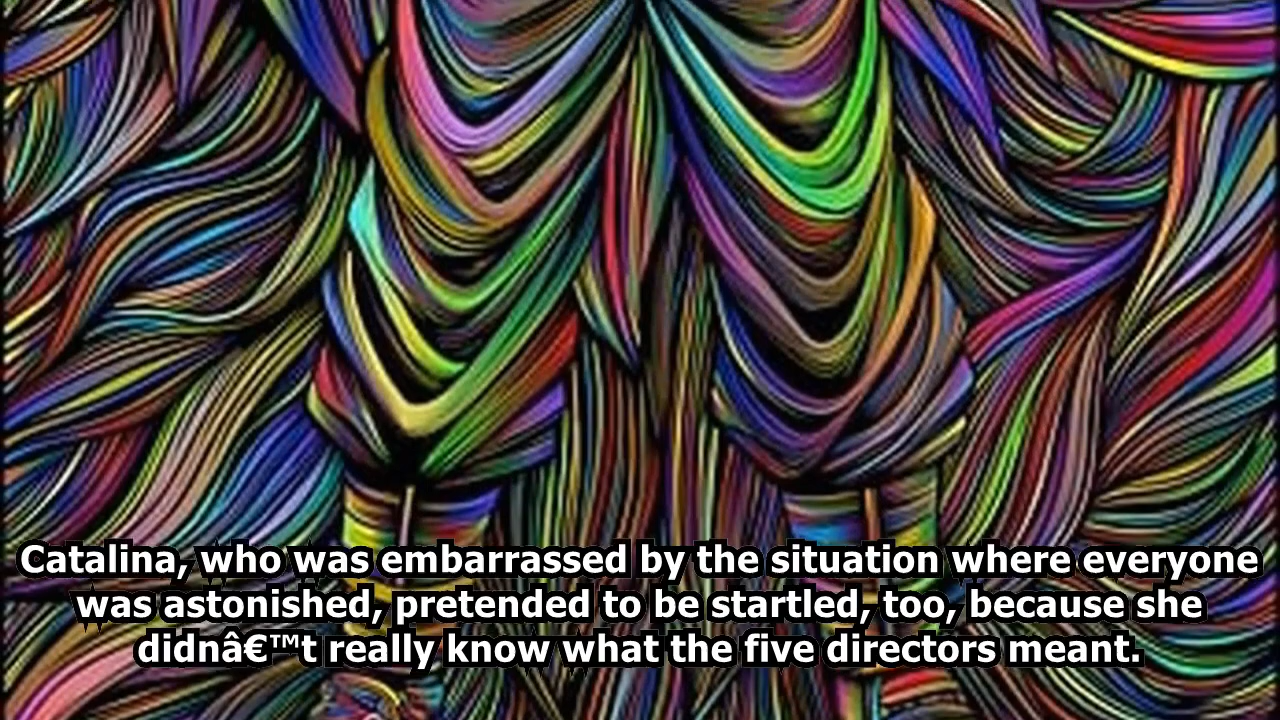 Catalina, who was embarrassed by the situation where everyone
was astonished, pretended to be startled, too, because she
didnâ€™t really know what the five directors meant.